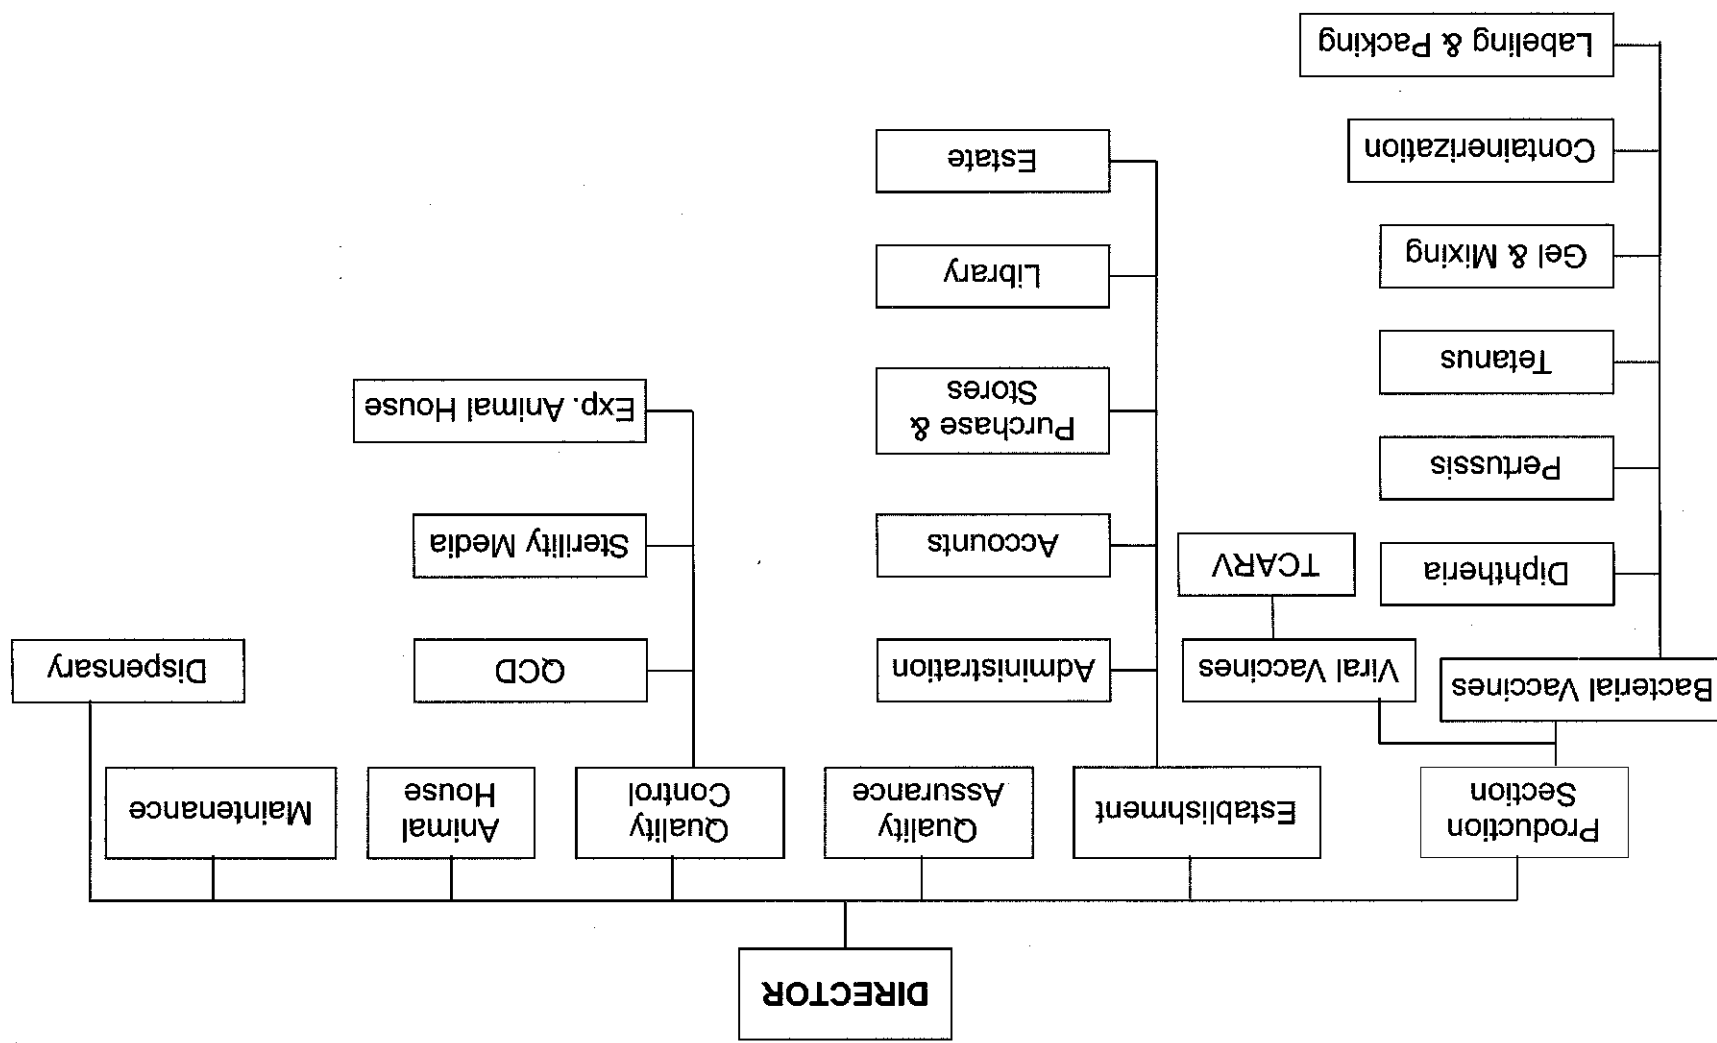 DIRECTOR
Production
Section
Establishment
Quality
Assurance
Quality
Control
Animal
House
Maintenance
Dispensary
Bacterial Vaccines
Viral Vaccines
Administration
QCD
Diphtheria
TCARV
Accounts
Sterility Media
Pertussis
Purchase &
Stores
Exp. Animal House
Tetanus
Library
Gel & Mixing
Estate
Containerization
Labeling & Packing